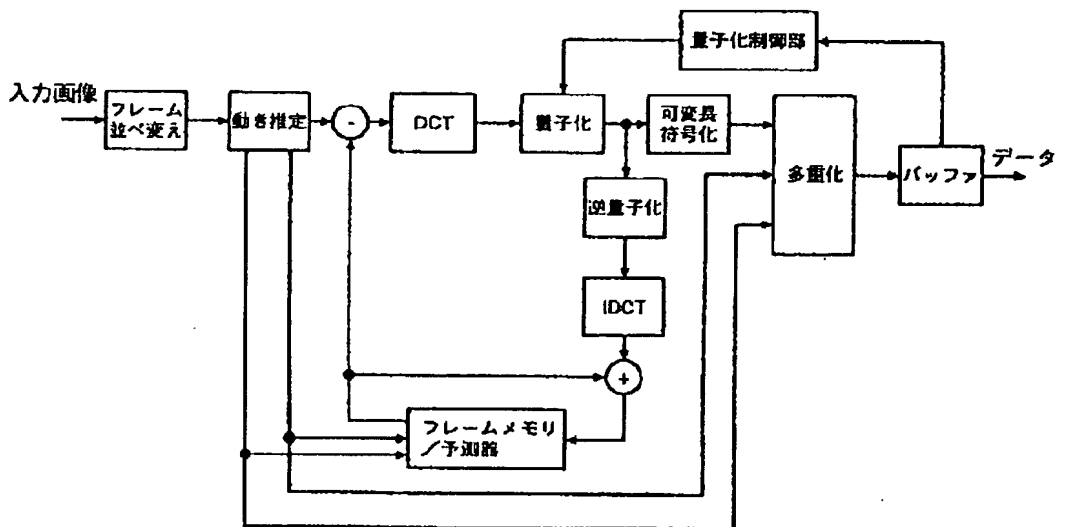 量子化制御部
入力画像
フレーム
並べ変え
動き推定
-
DCT
量子化
可変長
符号化
多重化
バッファ
データ
逆量子化
IDCT
+
フレームメモリ
/予測器